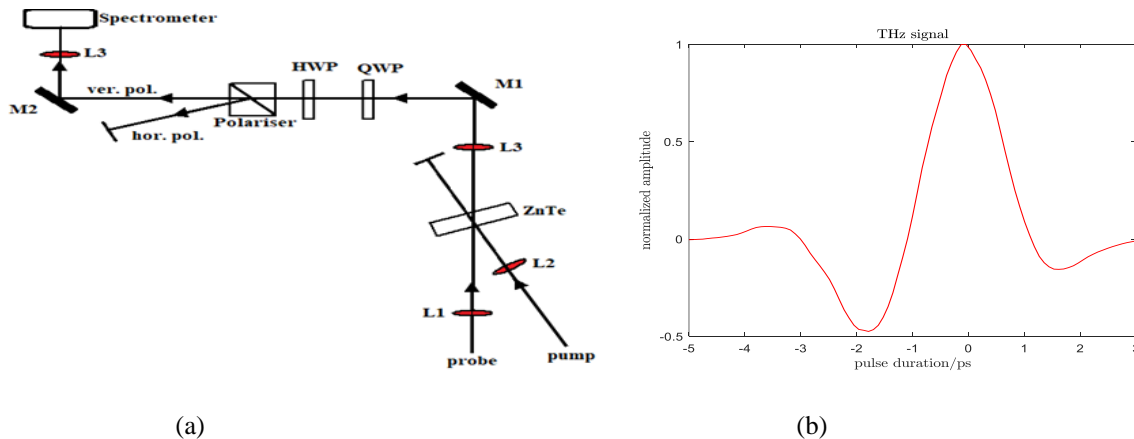 Spectrometer
L3
M2
ver. pol.
hor. pol.
Polariser
HWP
QWP
M1
L3
ZnTe
L2
L1
probe
pump
(a)
THz signal
normalized amplitude
1
0.5
0
-0.5
-5
-4
-3
-2
-1
0
1
2
3
pulse duration/ps
(b)